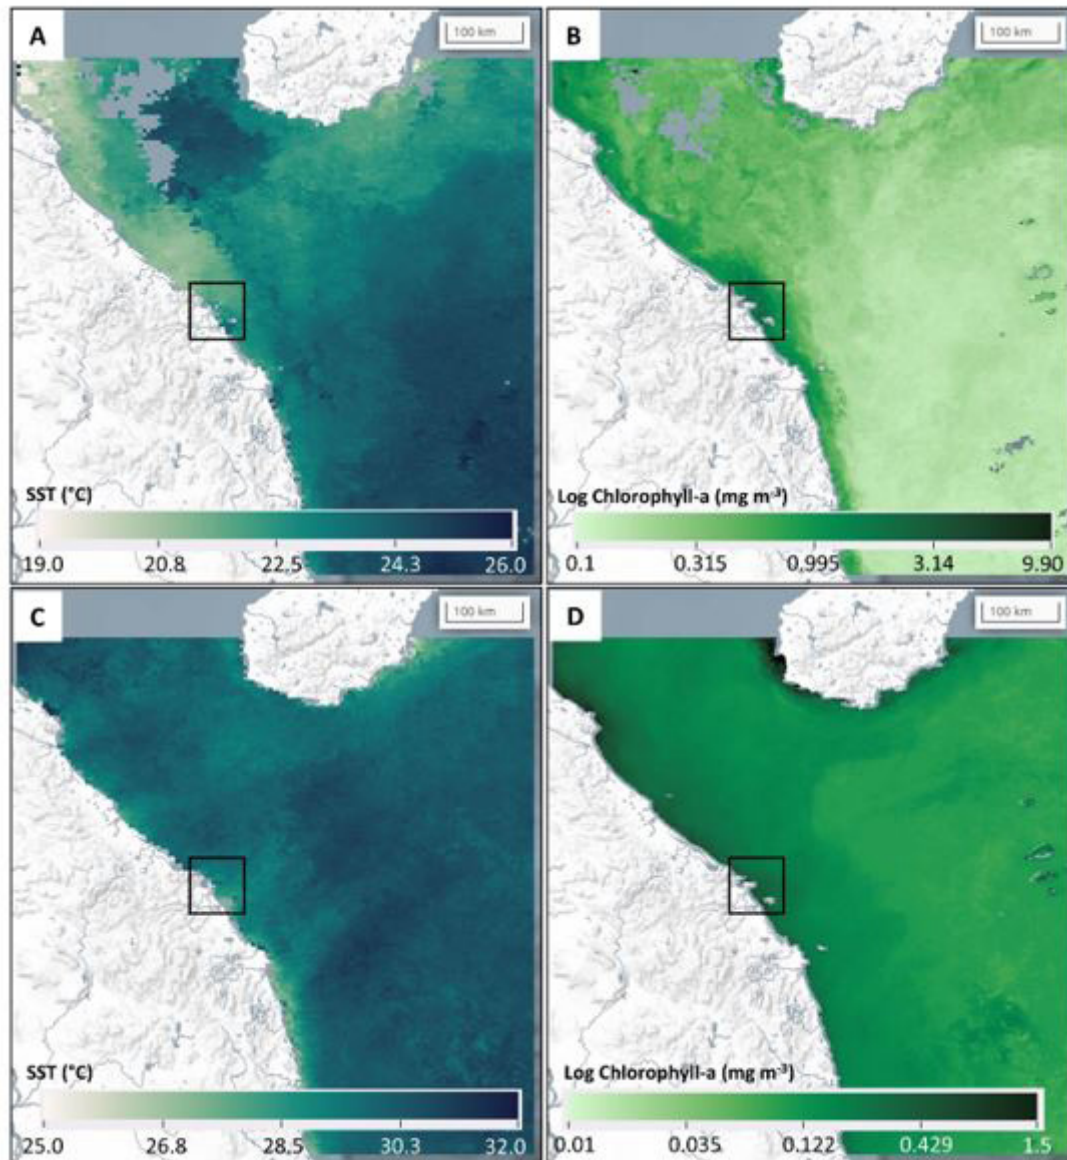 A
100 km
B
100 km
SST (°C)
19.0 20.8 22.5 24.3 26.0
Log Chlorophyll-a (mg m⁻³)
0.1 0.315 0.995 3.14 9.90
C
100 km
D
100 km
SST (°C)
25.0 26.8 28.5 30.3 32.0
Log Chlorophyll-a (mg m⁻³)
0.01 0.035 0.122 0.429 1.5